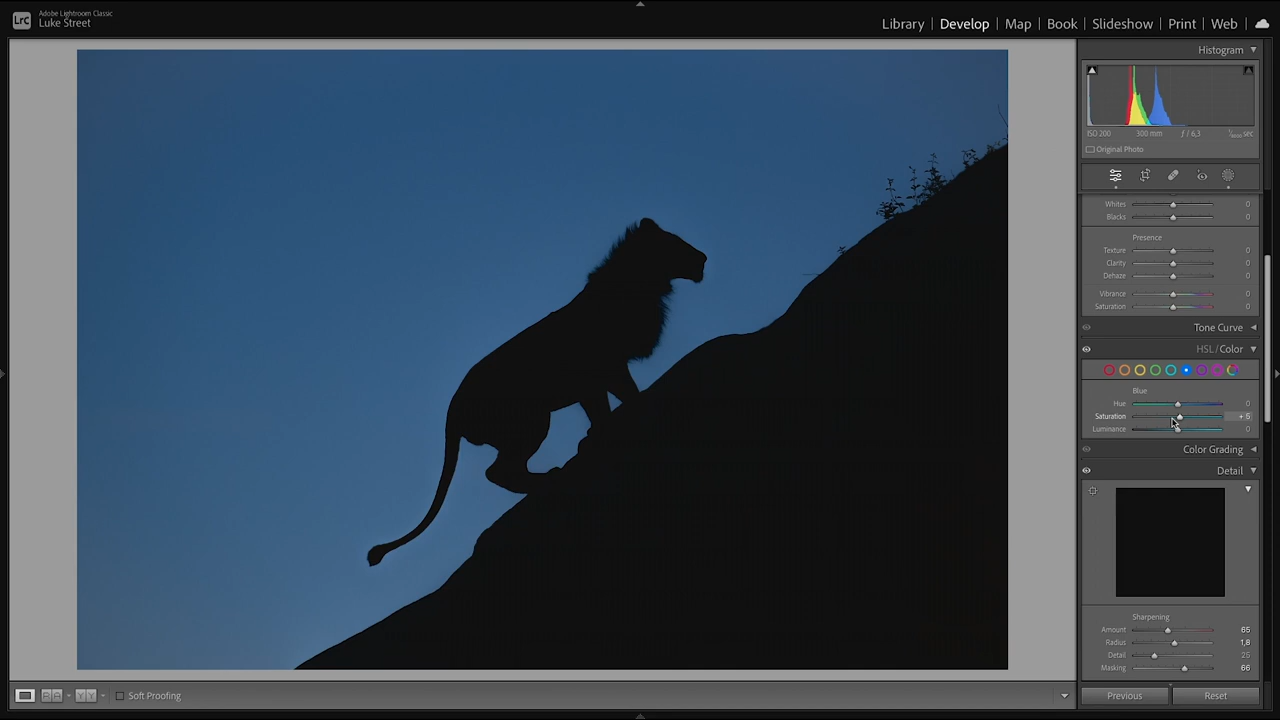 LrC
Adobe Lightroom Classic
Luke Street
Library | Develop | Map | Book | Slideshow | Print | Web
Histogram
ISO 200 300 mm ƒ / 6,3
Original Photo
Whites 0
Blacks 0
Presence
Texture 0
Clarity 0
Dehaze 0
Vibrance 0
Saturation 0
Tone Curve
HSL / Color
Blue
Hue 0
Saturation + 5
Luminance 0
Color Grading
Detail
Sharpening
Amount 65
Radius 1,8
Detail 25
Masking 66
Soft Proofing
Previous Reset